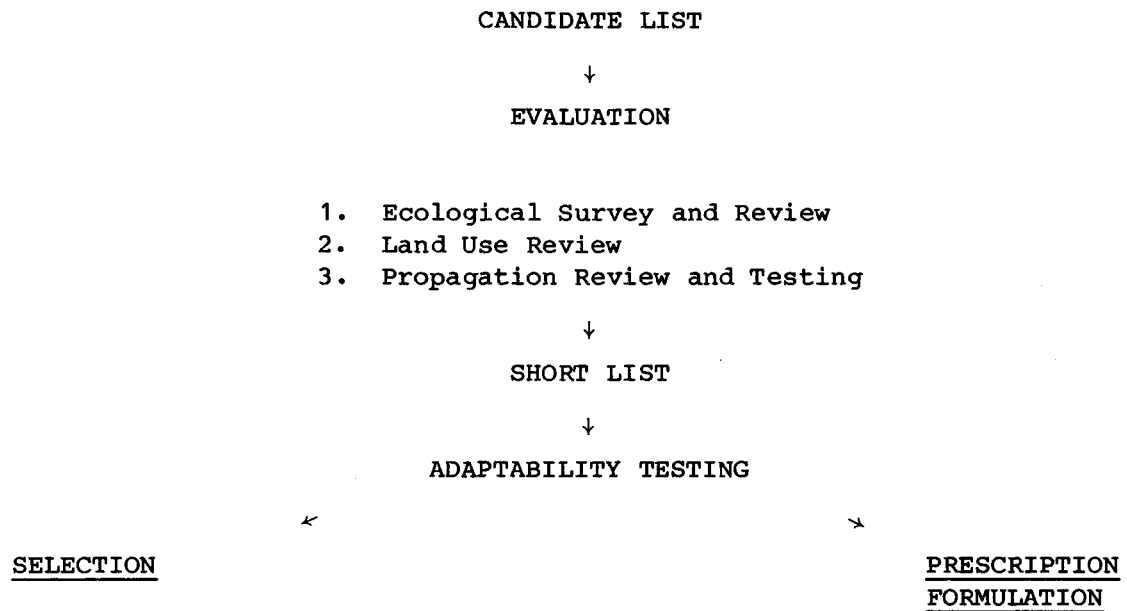 CANDIDATE LIST
↓
EVALUATION
1. Ecological Survey and Review
2. Land Use Review
3. Propagation Review and Testing
↓
SHORT LIST
↓
ADAPTABILITY TESTING
↙ ↘
SELECTION PRESCRIPTION
FORMULATION